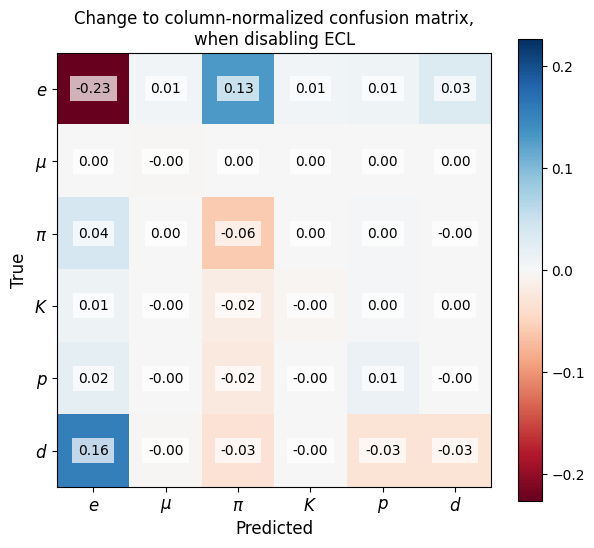 Change to column-normalized confusion matrix,
when disabling ECL
e -0.23 0.01 0.13 0.01 0.01 0.03
μ 0.00 -0.00 0.00 0.00 0.00 0.00
π 0.04 0.00 -0.06 0.00 0.00 -0.00
K 0.01 -0.00 -0.02 -0.00 0.00 0.00
p 0.02 -0.00 -0.02 -0.00 0.01 -0.00
d 0.16 -0.00 -0.03 -0.00 -0.03 -0.03
e μ π K p d
Predicted
True
0.2
0.1
0.0
−0.1
−0.2